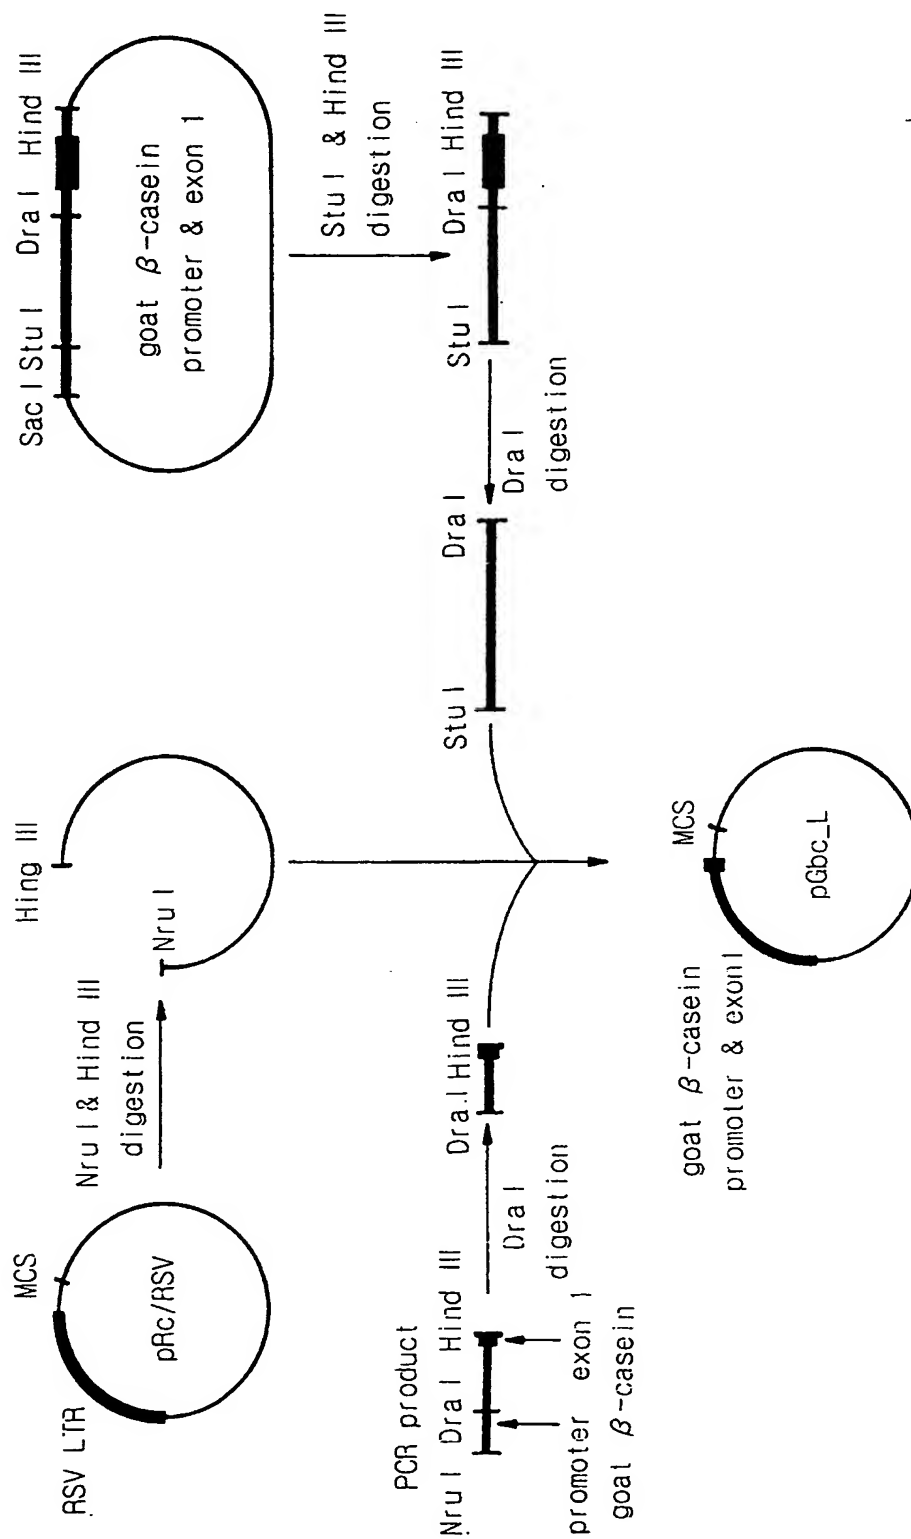 RSV LTR
MCS
pRc/RSV
Nru I & Hind III
digestion
Hing III
Nru I
Sac I Stu I Dra I Hind III
goat β-casein
promoter & exon 1
Stu I & Hind III
digestion
PCR product
Nru I Dra I Hind III
promoter exon 1
goat β-casein
Dra I
digestion
Dra.I Hind III
Stu I Dra I
Dra I
digestion
Stu I Dra I Hind III
goat β-casein
promoter & exon1
MCS
pGbc_L